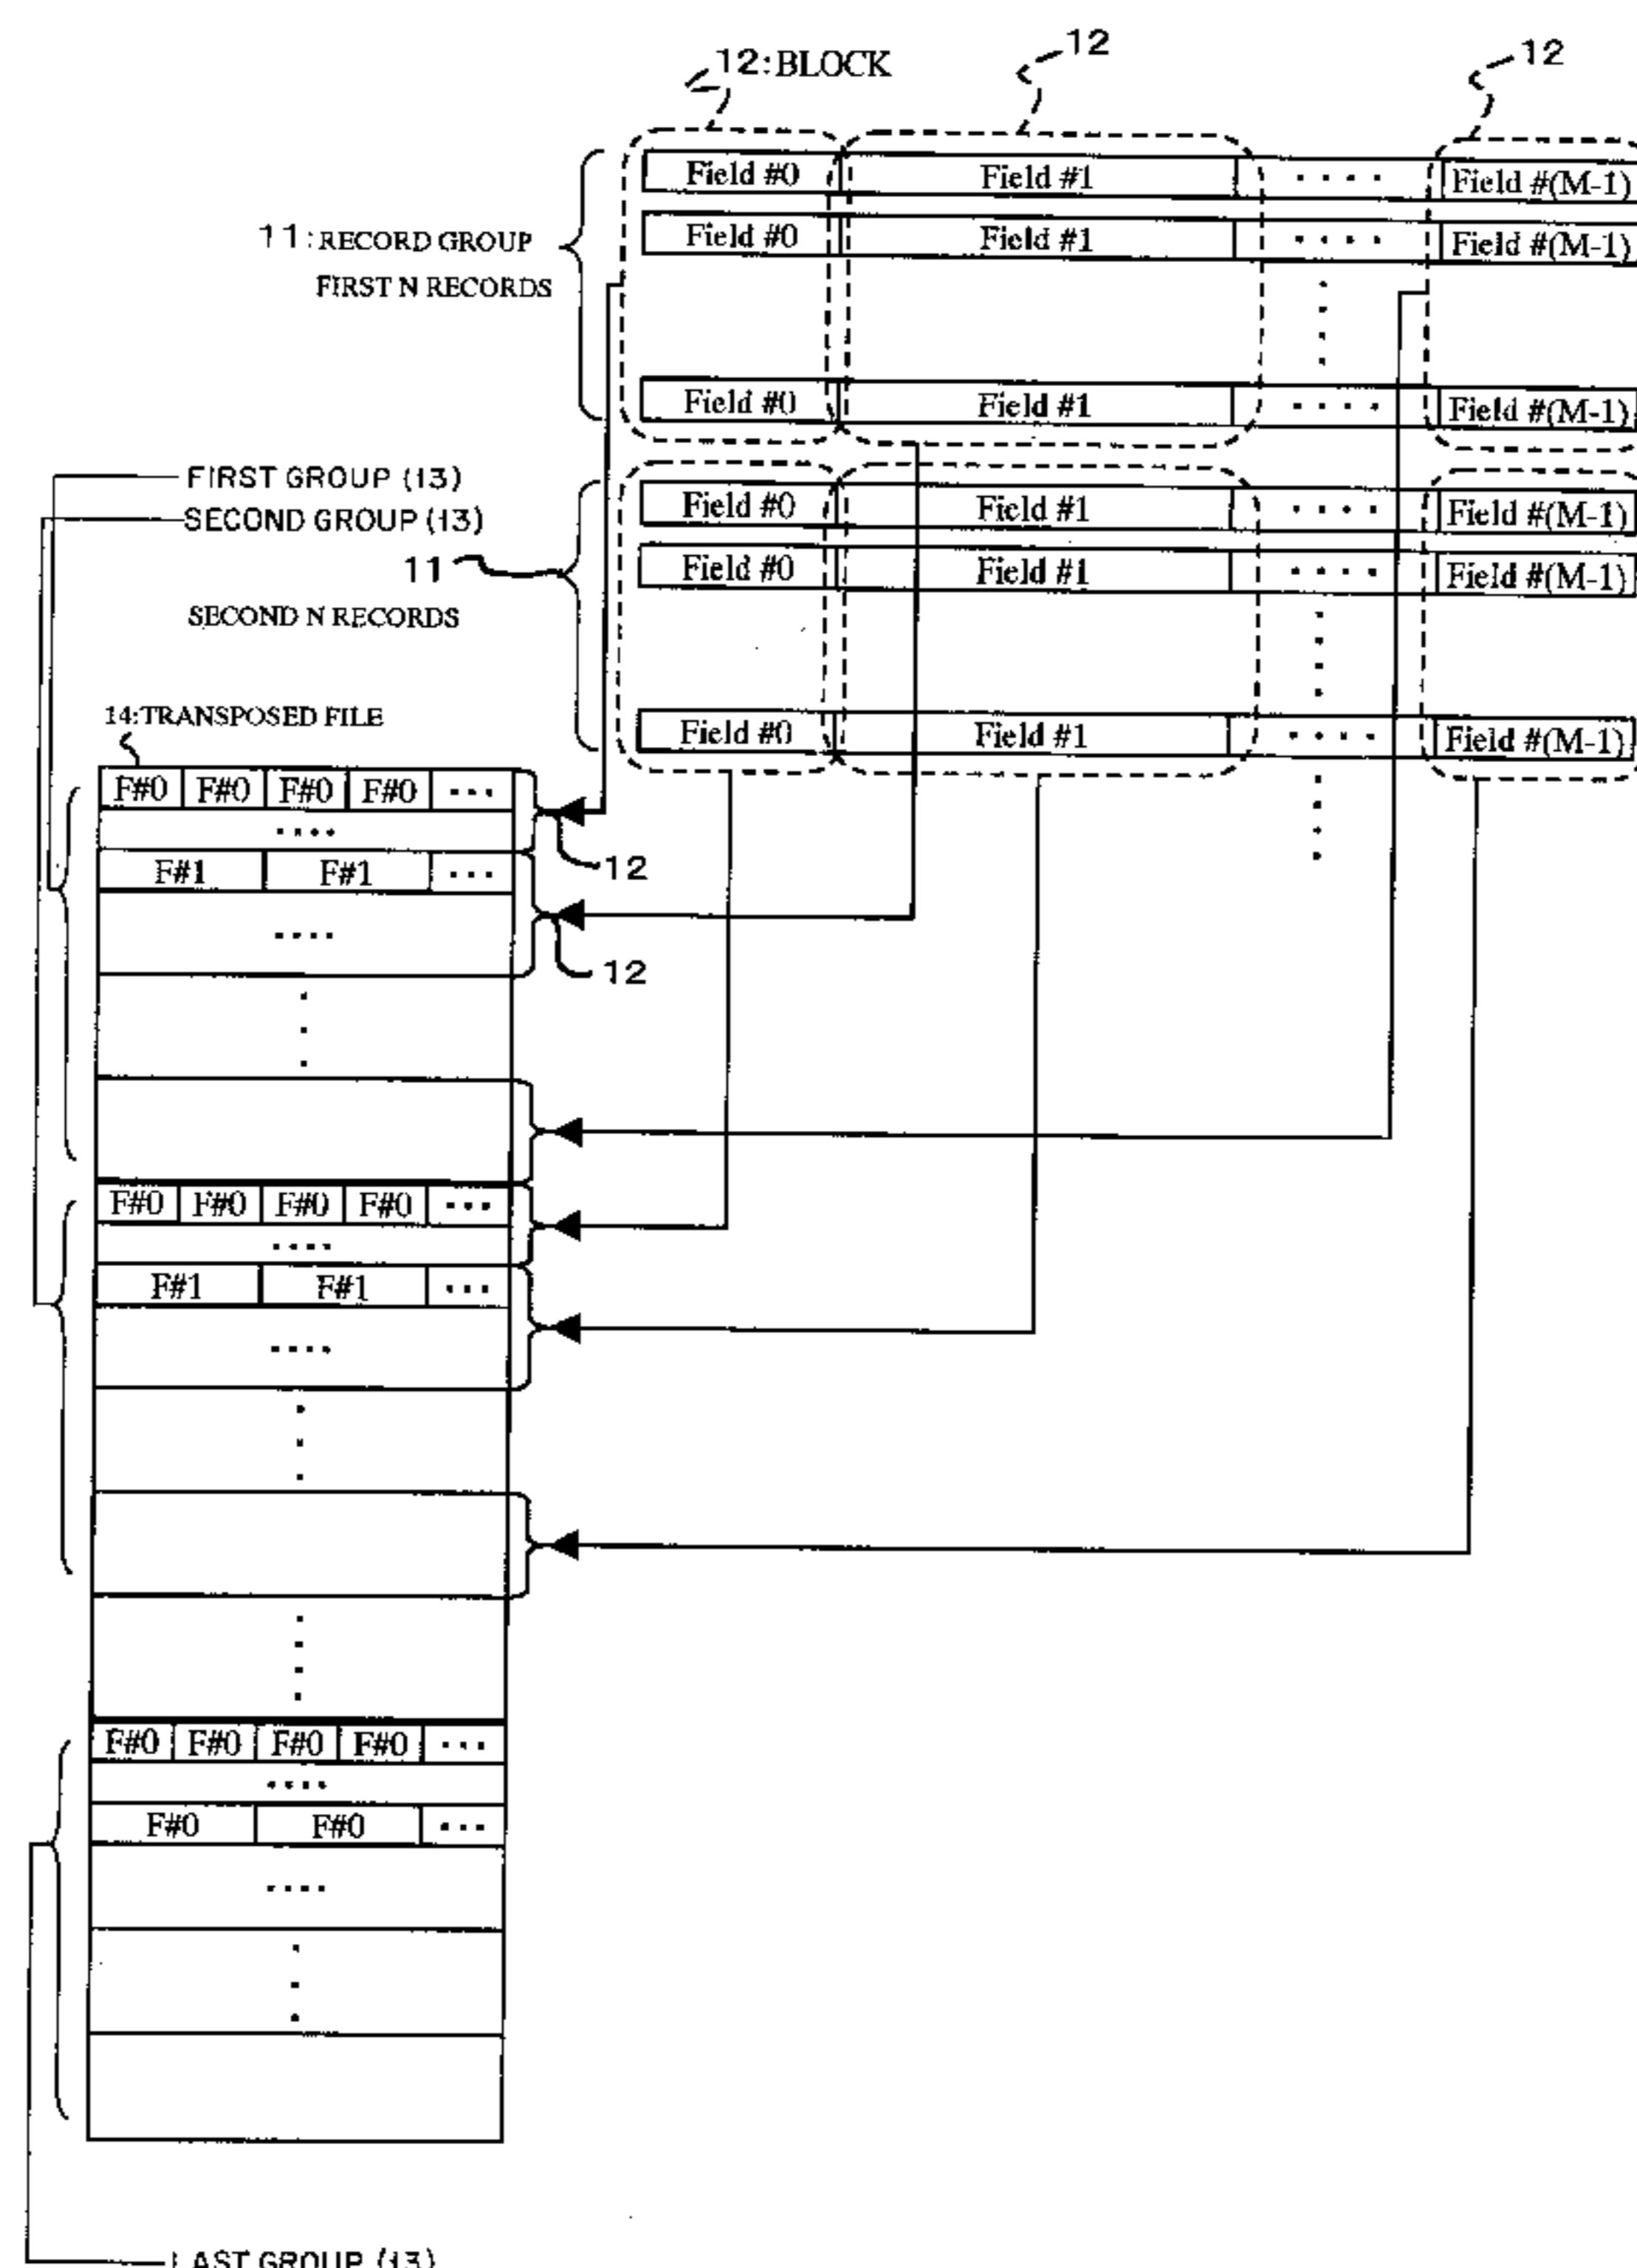 12:BLOCK
12
12
Field #0 Field #1 .... Field #(M-1)
11:RECORD GROUP
Field #0 Field #1 .... Field #(M-1)
FIRST N RECORDS
Field #0 Field #1 .... Field #(M-1)
FIRST GROUP (13)
SECOND GROUP (13)
Field #0 Field #1 .... Field #(M-1)
11
Field #0 Field #1 .... Field #(M-1)
SECOND N RECORDS
Field #0 Field #1 .... Field #(M-1)
14:TRANSPOSED FILE
F#0 F#0 F#0 F#0 ...
....
12
F#1 F#1 ...
....
12
F#0 F#0 F#0 F#0 ...
....
F#1 F#1 ...
....
F#0 F#0 F#0 F#0 ...
....
F#0 F#0 ...
....
LAST GROUP (13)